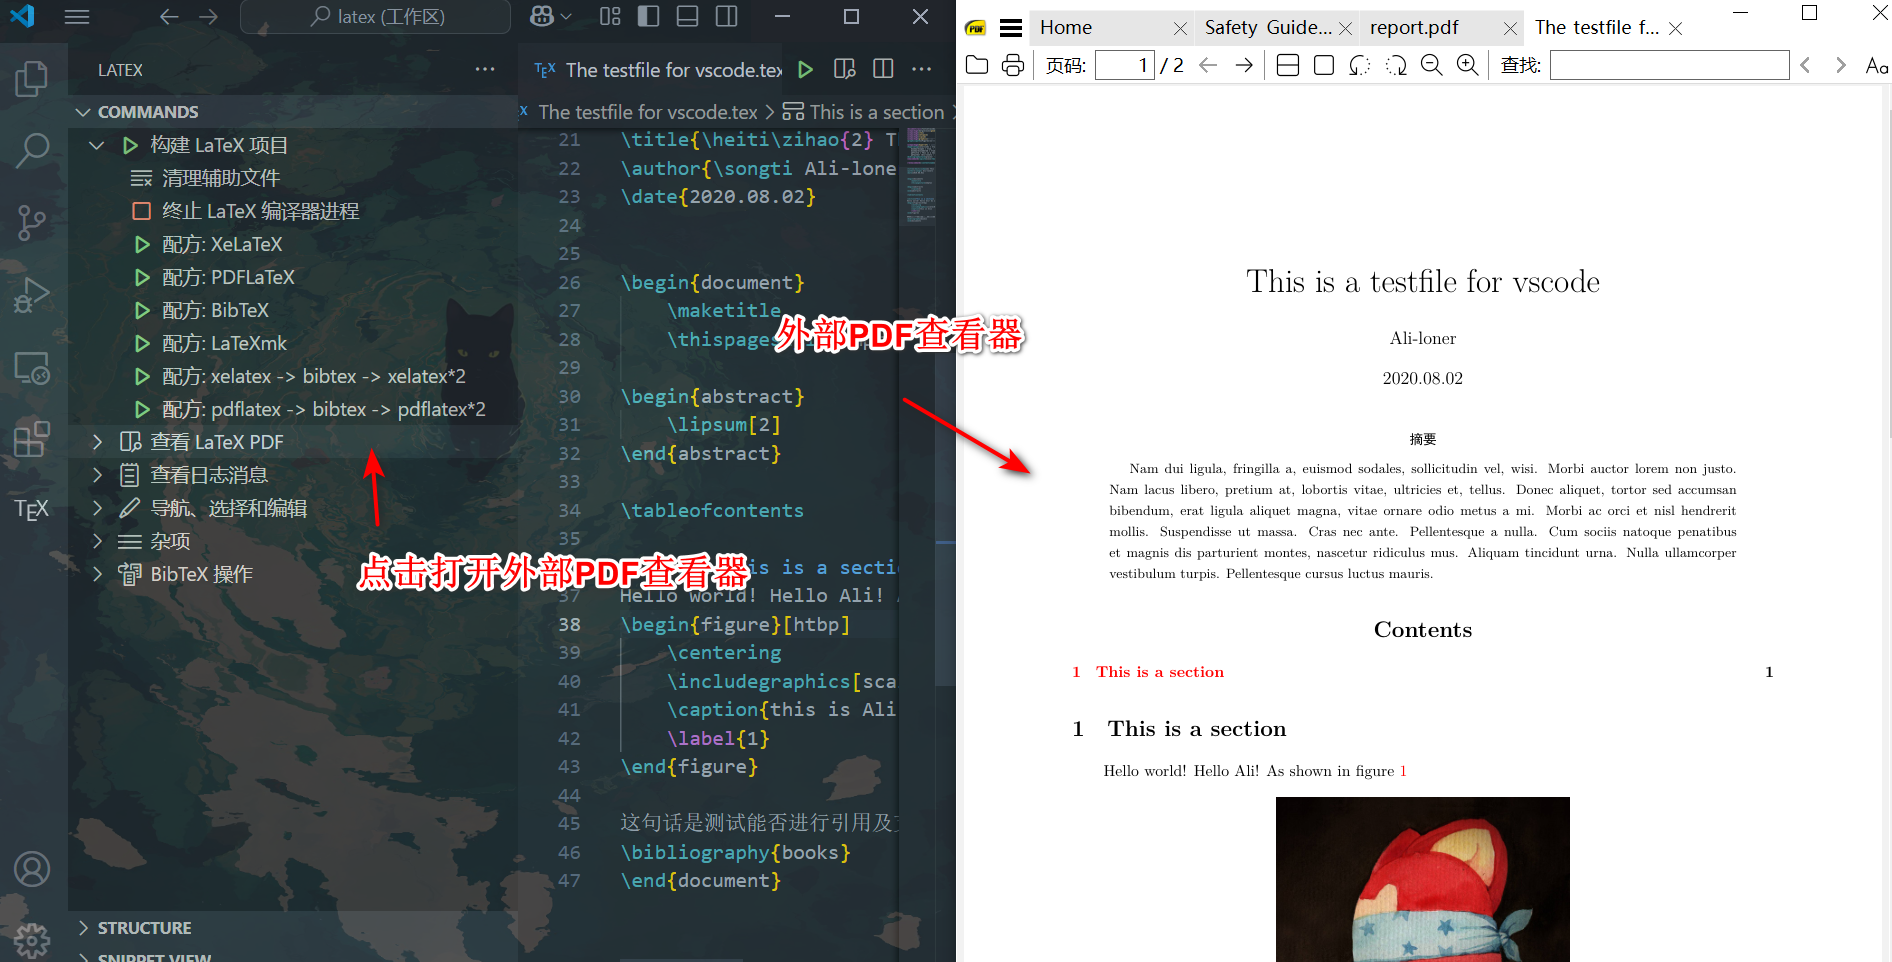 latex (工作区)
LATEX
COMMANDS
构建 LaTeX 项目
清理辅助文件
终止 LaTeX 编译器进程
配方: XeLaTeX
配方: PDFLaTeX
配方: BibTeX
配方: LaTeXmk
配方: xelatex -> bibtex -> xelatex*2
配方: pdflatex -> bibtex -> pdflatex*2
查看 LaTeX PDF
查看日志消息
导航、选择和编辑
杂项
BibTeX 操作
TEX
STRUCTURE
SNIPPET VIEW
点击打开外部PDF查看器
TEX The testfile for vscode.tex
The testfile for vscode.tex > This is a section
21 \title{\heiti\zihao{2} T
22 \author{\songti Ali-lone
23 \date{2020.08.02}
24
25
26 \begin{document}
27 \maketitle
28 \thispages
29
30 \begin{abstract}
31 \lipsum[2]
32 \end{abstract}
33
34 \tableofcontents
35
is is a secti
37 Hello world! Hello Ali!
38 \begin{figure}[htbp]
39 \centering
40 \includegraphics[sca
41 \caption{this is Ali
42 \label{1}
43 \end{figure}
44
45 这句话是测试能否进行引用及
46 \bibliography{books}
47 \end{document}
外部PDF查看器
PDF
Home
Safety Guide...
report.pdf
The testfile f...
页码: 1 / 2
查找:
Aa
This is a testfile for vscode
Ali-loner
2020.08.02
摘要
Nam dui ligula, fringilla a, euismod sodales, sollicitudin vel, wisi. Morbi auctor lorem non justo.
Nam lacus libero, pretium at, lobortis vitae, ultricies et, tellus. Donec aliquet, tortor sed accumsan
bibendum, erat ligula aliquet magna, vitae ornare odio metus a mi. Morbi ac orci et nisl hendrerit
mollis. Suspendisse ut massa. Cras nec ante. Pellentesque a nulla. Cum sociis natoque penatibus
et magnis dis parturient montes, nascetur ridiculus mus. Aliquam tincidunt urna. Nulla ullamcorper
vestibulum turpis. Pellentesque cursus luctus mauris.
Contents
1 This is a section 1
1 This is a section
Hello world! Hello Ali! As shown in figure 1